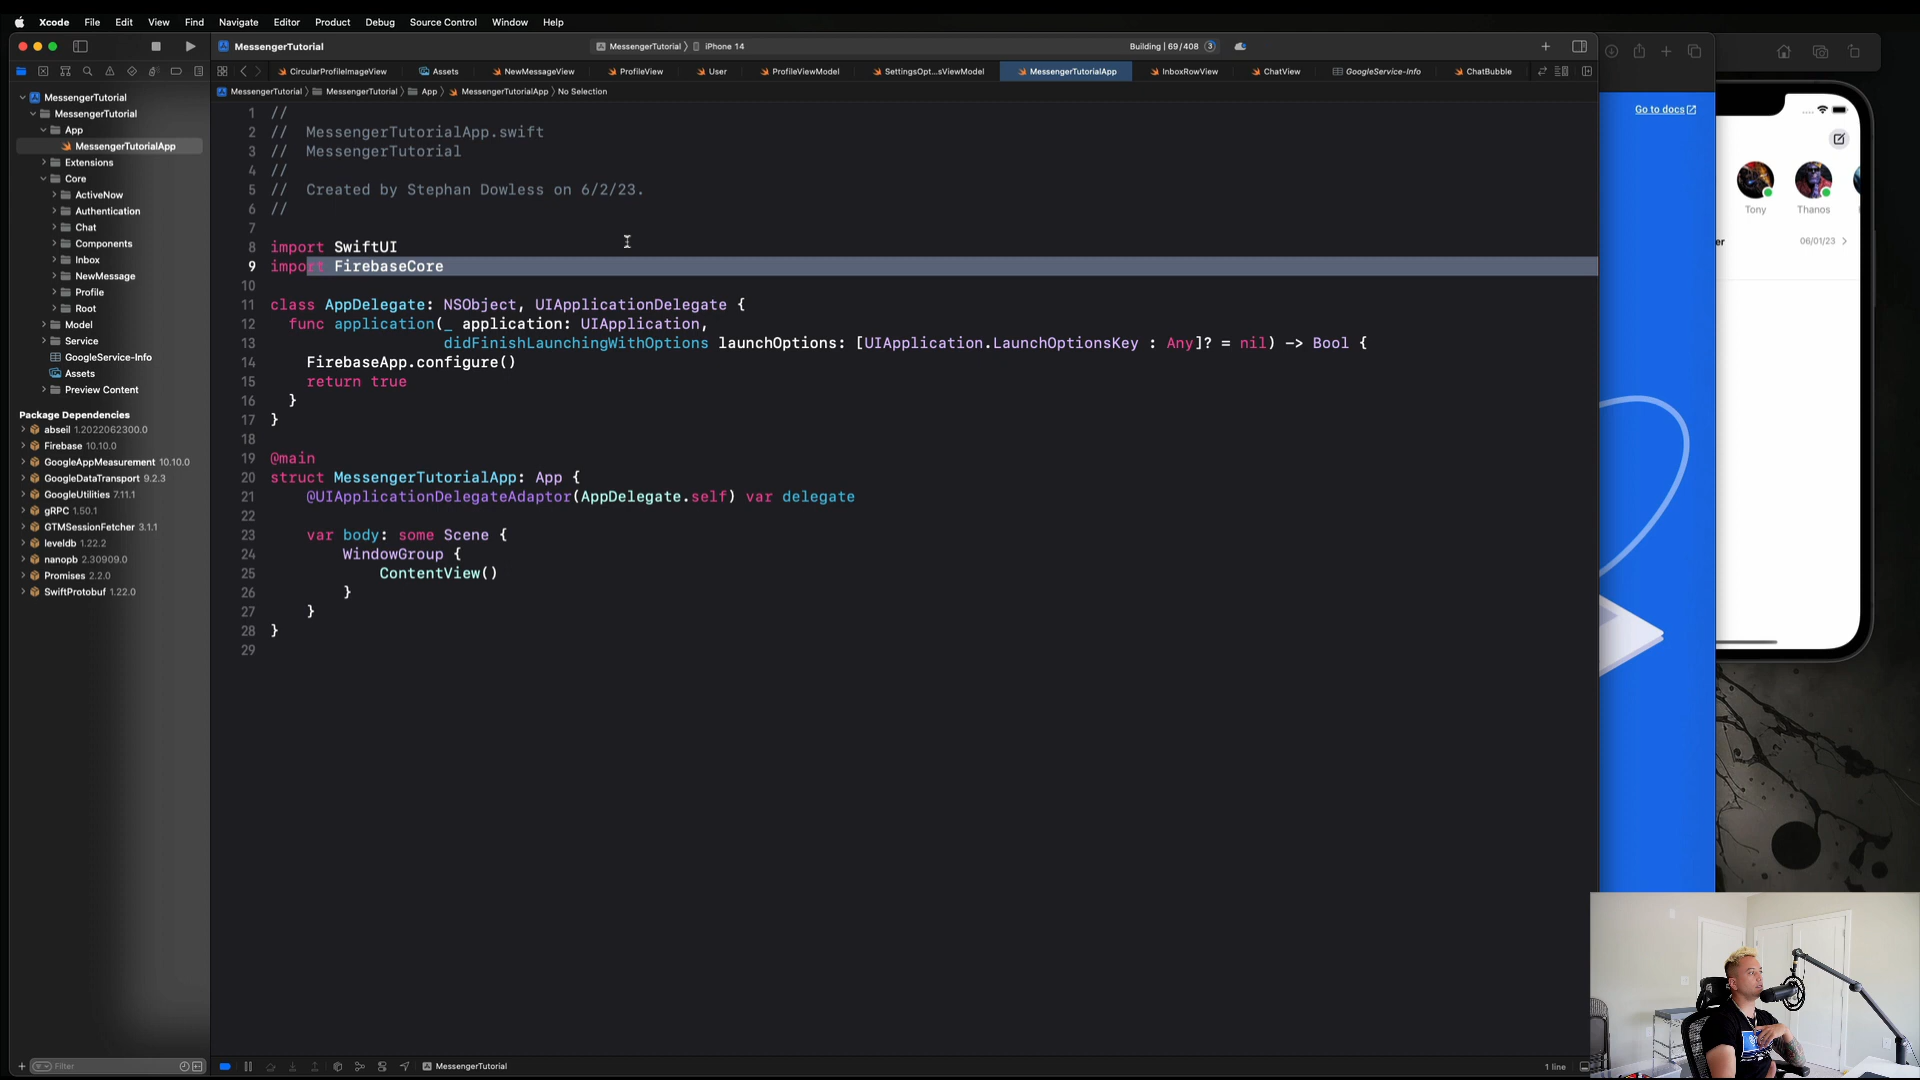 Xcode File Edit View Find Navigate Editor Product Debug Source Control Window Help
MessengerTutorial
MessengerTutorial 〉 iPhone 14
Building | 69/408 3
CircularProfileImageView Assets NewMessageView ProfileView User ProfileViewModel SettingsOpt...sViewModel MessengerTutorialApp InboxRowView ChatView GoogleService-Info ChatBubble
MessengerTutorial 〉 MessengerTutorial 〉 App 〉 MessengerTutorialApp 〉 No Selection
MessengerTutorial
MessengerTutorial
App
MessengerTutorialApp
Extensions
Core
ActiveNow
Authentication
Chat
Components
Inbox
NewMessage
Profile
Root
Model
Service
GoogleService-Info
Assets
Preview Content
Package Dependencies
abseil 1.2022062300.0
Firebase 10.10.0
GoogleAppMeasurement 10.10.0
GoogleDataTransport 9.2.3
GoogleUtilities 7.11.1
gRPC 1.50.1
GTMSessionFetcher 3.1.1
leveldb 1.22.2
nanopb 2.30909.0
Promises 2.2.0
SwiftProtobuf 1.22.0
Filter
1 //
2 // MessengerTutorialApp.swift
3 // MessengerTutorial
4 //
5 // Created by Stephan Dowless on 6/2/23.
6 //
7
8 import SwiftUI
9 import FirebaseCore
10
11 class AppDelegate: NSObject, UIApplicationDelegate {
12 func application(_ application: UIApplication,
13 didFinishLaunchingWithOptions launchOptions: [UIApplication.LaunchOptionsKey : Any]? = nil) -> Bool {
14 FirebaseApp.configure()
15 return true
16 }
17 }
18
19 @main
20 struct MessengerTutorialApp: App {
21 @UIApplicationDelegateAdaptor(AppDelegate.self) var delegate
22
23 var body: some Scene {
24 WindowGroup {
25 ContentView()
26 }
27 }
28 }
29
MessengerTutorial
1 line
Go to docs
Tony Thanos
er 06/01/23